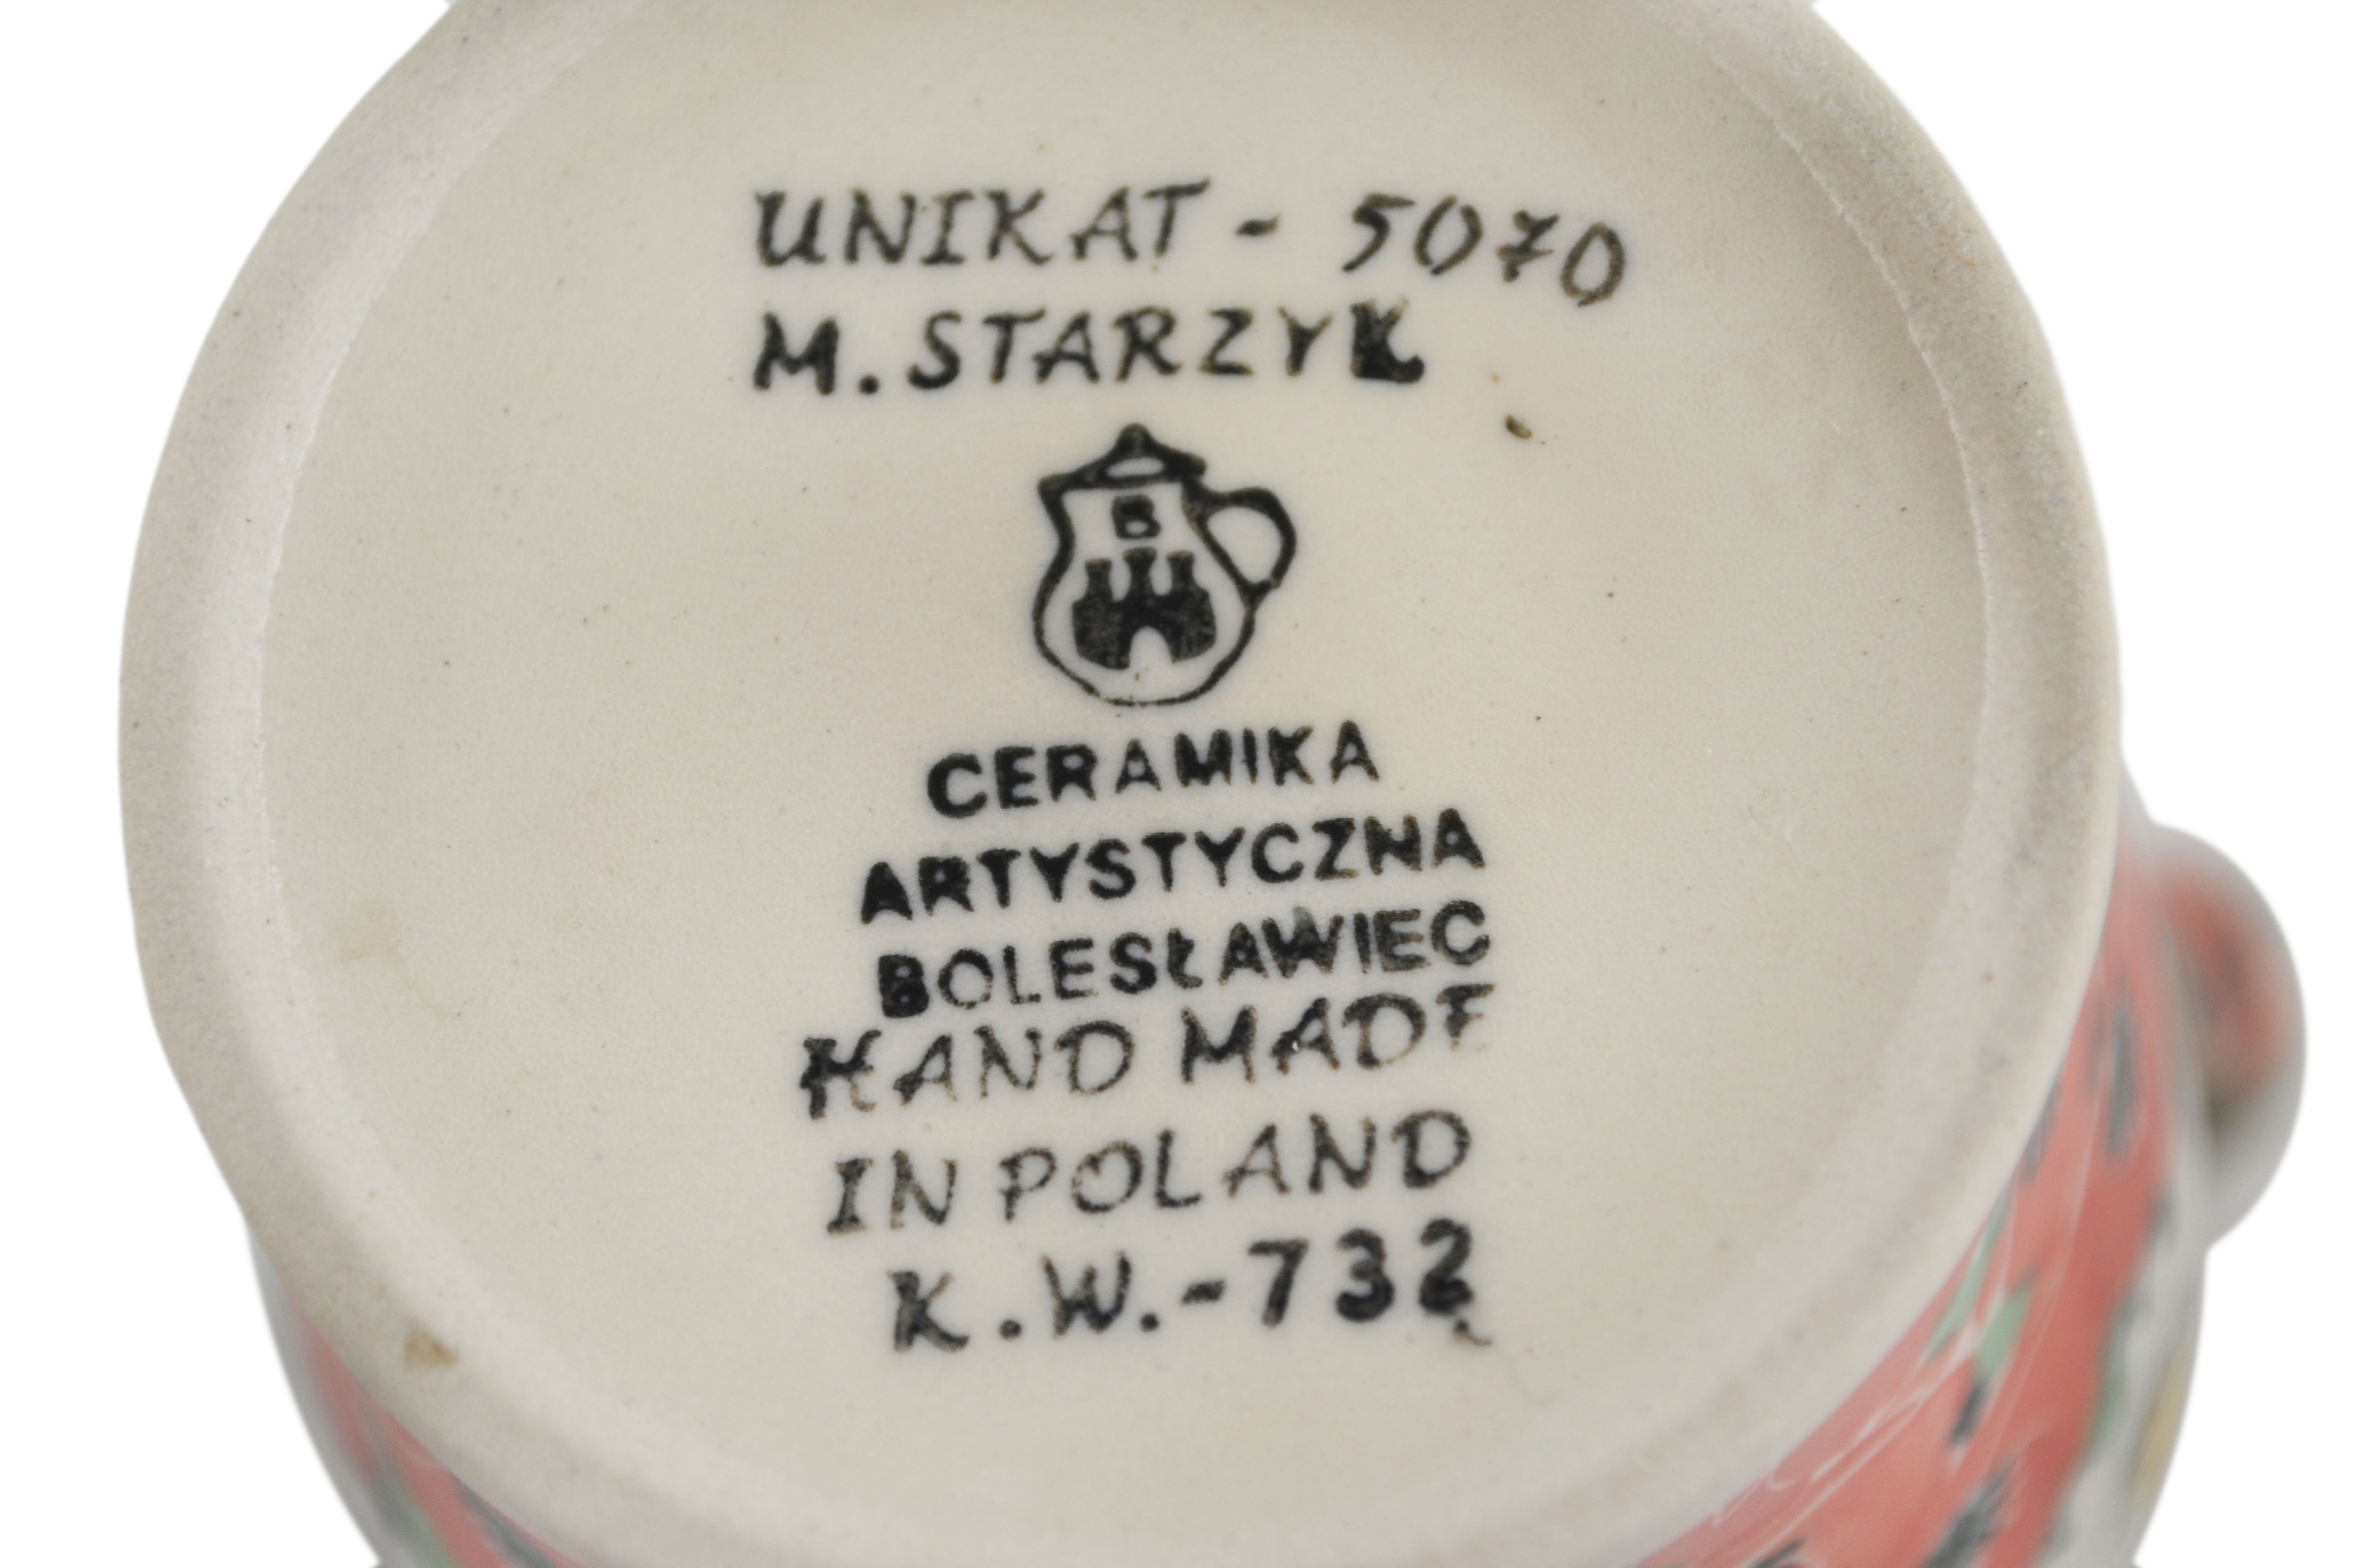 UNIKAT - 5070
M. STARZYK
B
CERAMIKA
ARTYSTYCZNA
BOLESŁAWIEC
HAND MADE
IN POLAND
K.W.-732